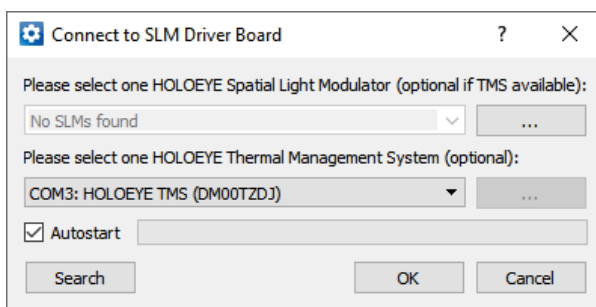 Connect to SLM Driver Board ?
Please select one HOLOEYE Spatial Light Modulator (optional if TMS available):
No SLMs found ...
Please select one HOLOEYE Thermal Management System (optional):
COM3: HOLOEYE TMS (DM00TZDJ) ...
Autostart
Search OK Cancel